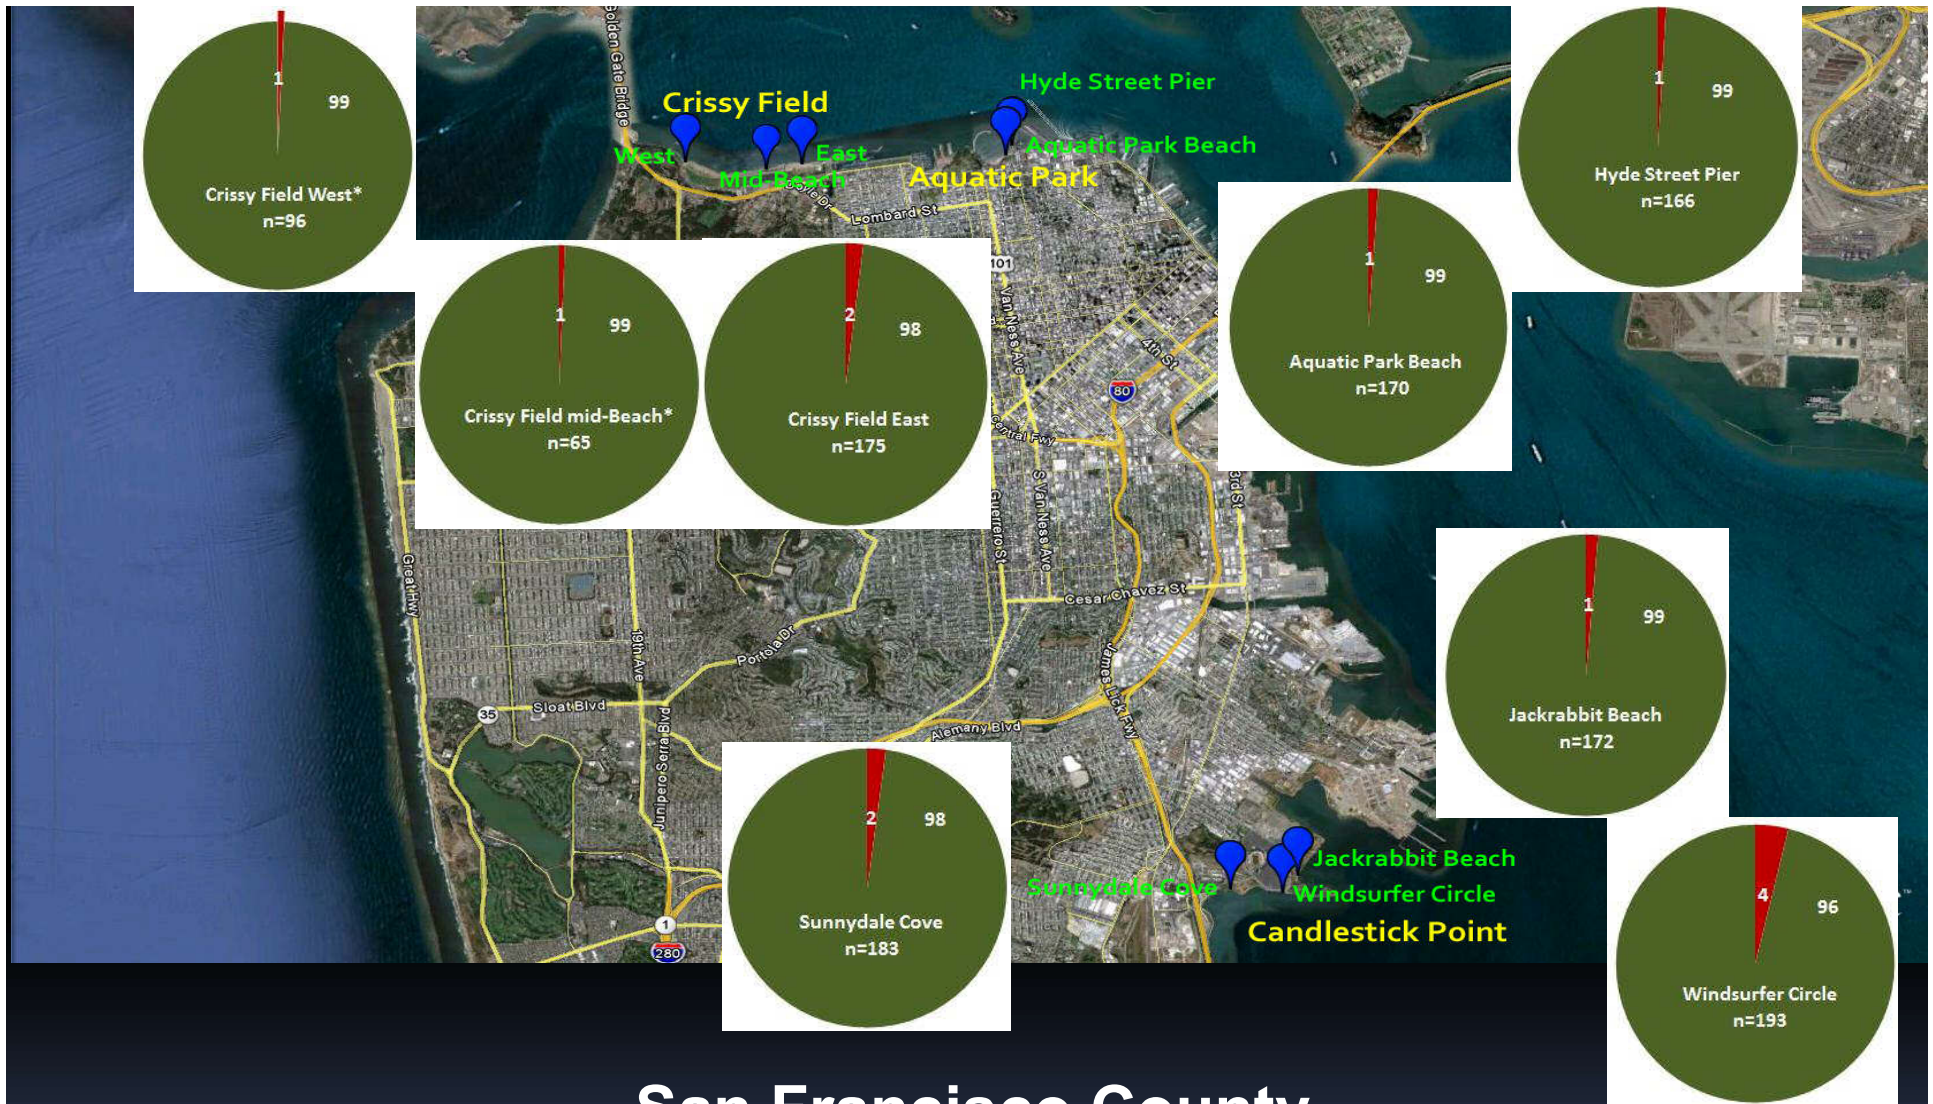 1
99
Crissy Field West*
n=96
Golden Gate Bridge
Crissy Field
West
Mid-Beach
East
Hyde Street Pier
Aquatic Park Beach
Aquatic Park
Lombard St
101
Van Ness Ave
1
99
Hyde Street Pier
n=166
1
99
Aquatic Park Beach
n=170
1
99
Crissy Field mid-Beach*
n=65
2
98
Crissy Field East
n=175
4th St
80
Central Fwy
S Van Ness Ave
Guerrero St
3rd St
Great Hwy
19th Ave
Cesar Chavez St
Portola Dr
James Lick Fwy
35
Sloat Blvd
Junipero Serra Blvd
Alemany Blvd
1
99
Jackrabbit Beach
n=172
2
98
Sunnydale Cove
n=183
1
280
Jackrabbit Beach
Sunnydale Cove
Windsurfer Circle
Candlestick Point
4
96
Windsurfer Circle
n=193
San Francisco County